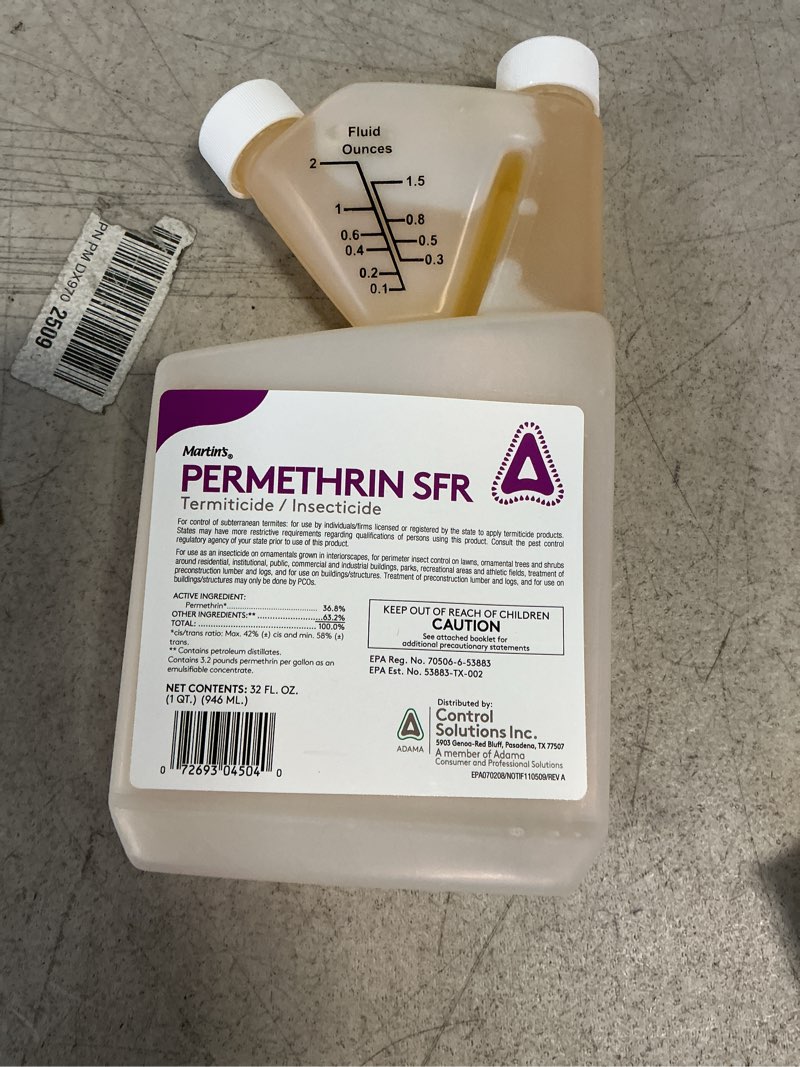 Fluid
Ounces
2
1.5
1
0.8
0.6
0.5
0.4
0.3
0.2
0.1
PN PM DX970 2509
Martin's®
PERMETHRIN SFR
Termiticide / Insecticide
For control of subterranean termites: for use by individuals/firms licensed or registered by the state to apply termiticide products.
States may have more restrictive requirements regarding qualifications of persons using this product. Consult the pest control
regulatory agency of your state prior to use of this product.
For use as an insecticide on ornamentals grown in interiorscapes, for perimeter insect control on lawns, ornamental trees and shrubs
around residential, institutional, public, commercial and industrial buildings, parks, recreational areas and athletic fields, treatment of
preconstruction lumber and logs, and for use on buildings/structures. Treatment of preconstruction lumber and logs, and for use on
buildings/structures may only be done by PCOs.
ACTIVE INGREDIENT:
Permethrin*.............................. 36.8%
OTHER INGREDIENTS:** .................... 63.2%
TOTAL: ........................................ 100.0%
*cis/trans ratio: Max. 42% (±) cis and min. 58% (±)
trans.
** Contains petroleum distillates.
Contains 3.2 pounds permethrin per gallon as an
emulsifiable concentrate.
NET CONTENTS: 32 FL. OZ.
(1 QT.) (946 ML.)
0 72693 04504 0
KEEP OUT OF REACH OF CHILDREN
CAUTION
See attached booklet for
additional precautionary statements
EPA Reg. No. 70506-6-53883
EPA Est. No. 53883-TX-002
Distributed by:
ADAMA
Control
Solutions Inc.
5903 Genoa-Red Bluff, Pasadena, TX 77507
A member of Adama
Consumer and Professional Solutions
EPA070208/NOTIF110509/REV A